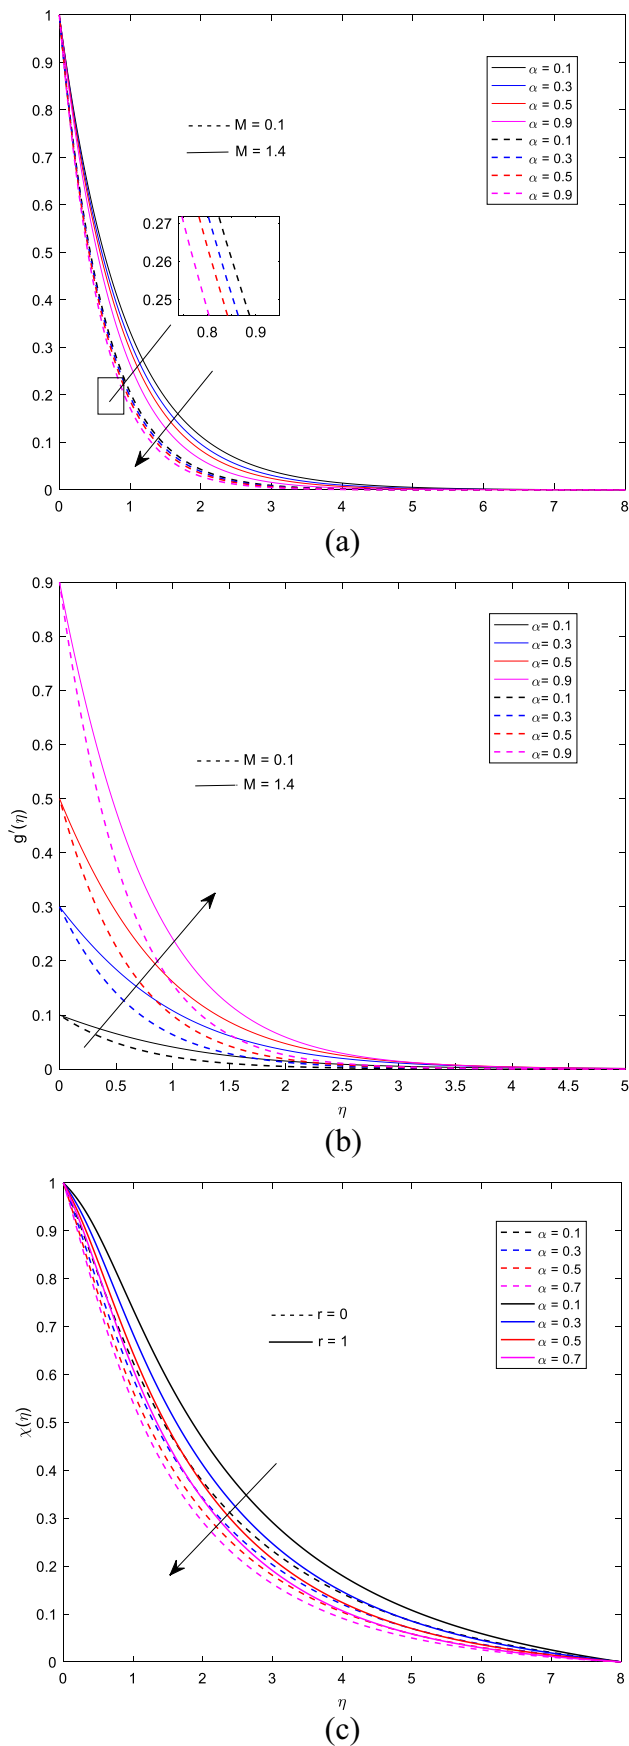 1
0.9
0.8
0.7
0.6
0.5
0.4
0.3
0.2
0.1
0
0 1 2 3 4 5 6 7 8
M = 0.1
M = 1.4
α = 0.1
α = 0.3
α = 0.5
α = 0.9
α = 0.1
α = 0.3
α = 0.5
α = 0.9
0.27
0.26
0.25
0.8 0.9
(a)
0.9
0.8
0.7
0.6
0.5
0.4
0.3
0.2
0.1
0
g′(η)
0 0.5 1 1.5 2 2.5 3 3.5 4 4.5 5
η
M = 0.1
M = 1.4
α= 0.1
α= 0.3
α= 0.5
α= 0.9
α= 0.1
α= 0.3
α= 0.5
α= 0.9
(b)
1
0.9
0.8
0.7
0.6
0.5
0.4
0.3
0.2
0.1
0
χ(η)
0 1 2 3 4 5 6 7 8
η
r = 0
r = 1
α = 0.1
α = 0.3
α = 0.5
α = 0.7
α = 0.1
α = 0.3
α = 0.5
α = 0.7
(c)